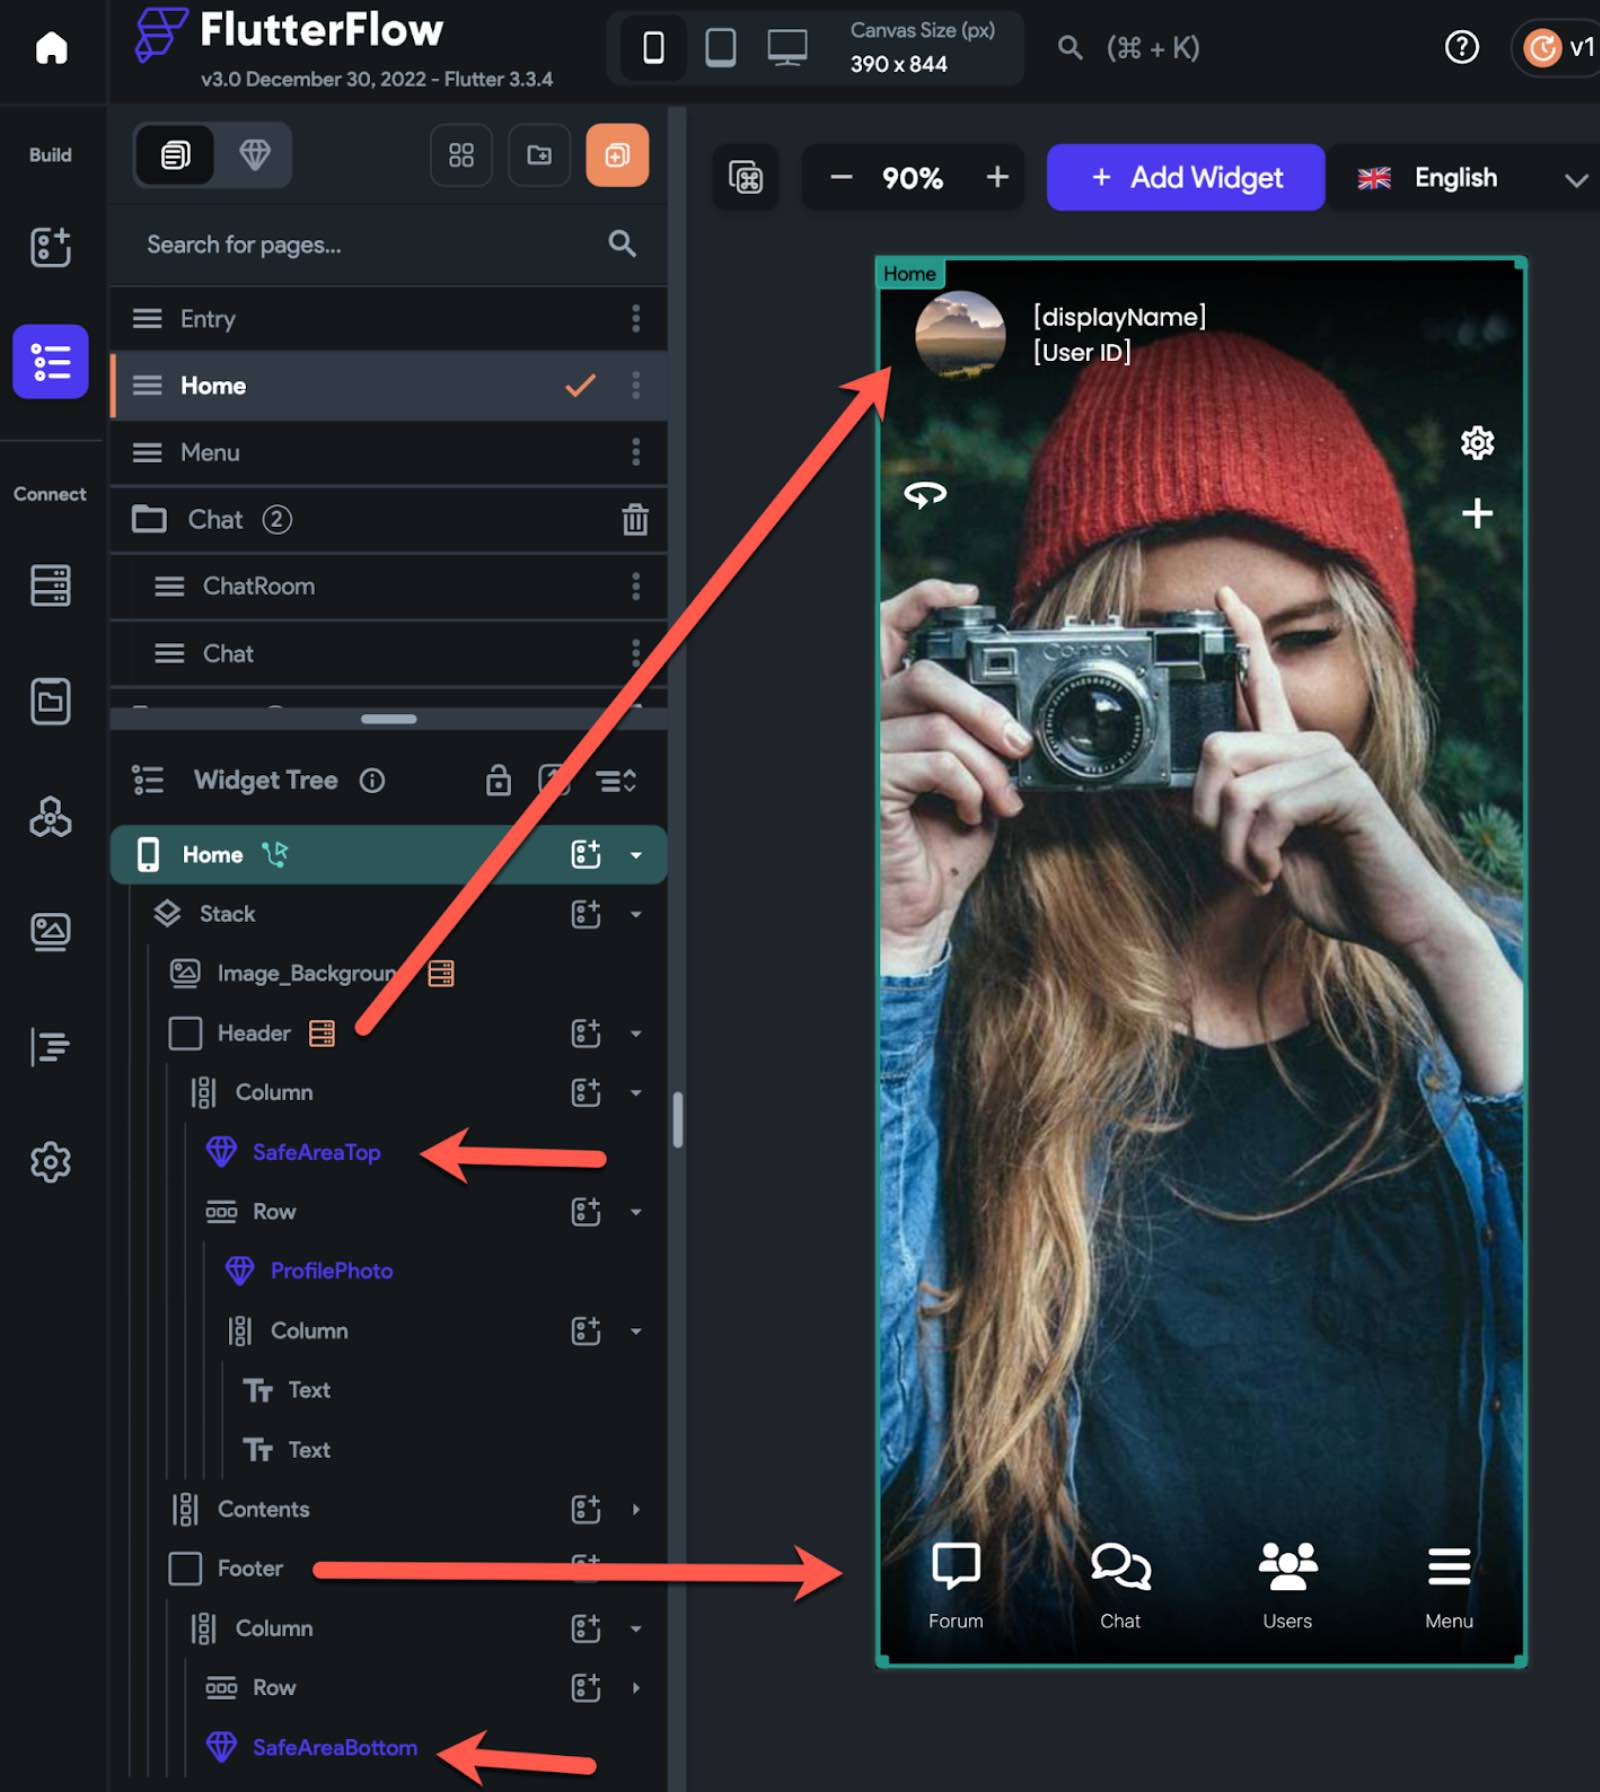 FlutterFlow
v3.0 December 30, 2022 - Flutter 3.3.4
Canvas Size (px)
390 x 844
(⌘ + K)
v1
Build
90%
+ Add Widget
English
Search for pages...
Entry
Home
Menu
Connect
Chat 2
ChatRoom
Chat
Widget Tree
Home
Stack
Image_Backgroun
Header
Column
SafeAreaTop
Row
ProfilePhoto
Column
Text
Text
Contents
Footer
Column
Row
SafeAreaBottom
Home
[displayName]
[User ID]
Contax
Forum
Chat
Users
Menu